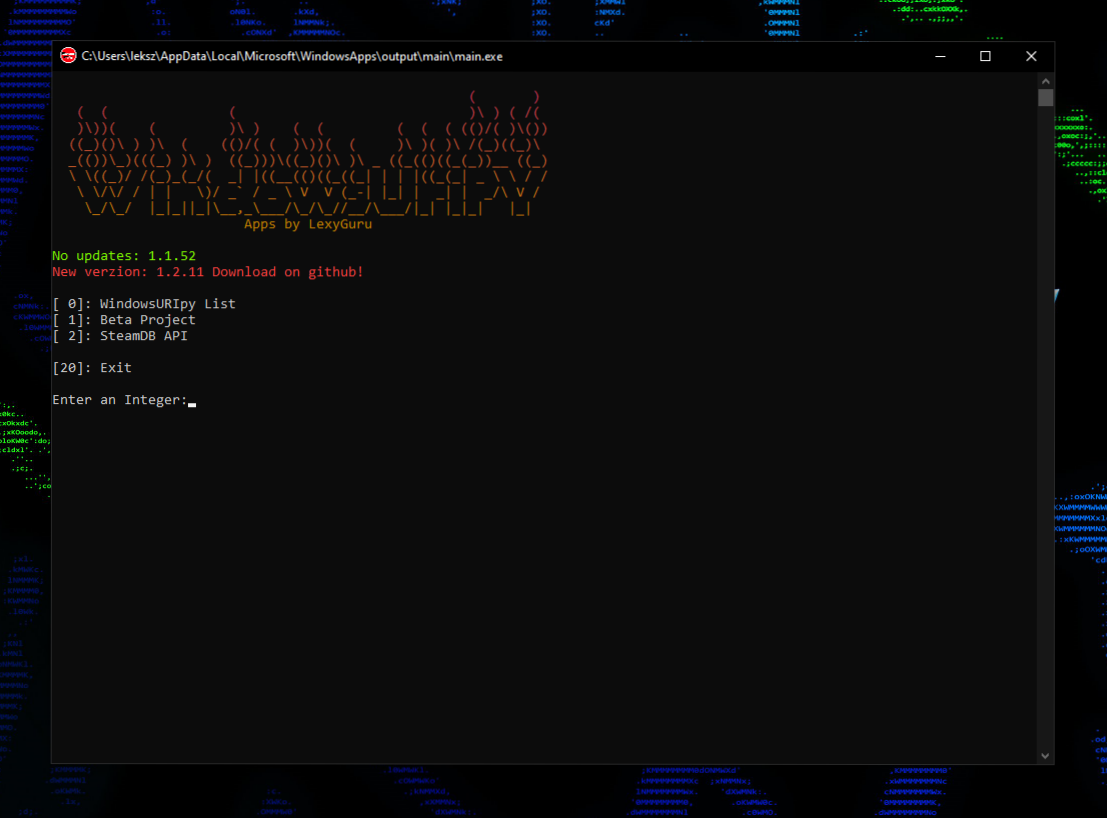 C:\Users\leksz\AppData\Local\Microsoft\WindowsApps\output\main\main.exe
WindowsURIpy
Apps by LexyGuru
No updates: 1.1.52
New verzion: 1.2.11 Download on github!
[ 0]: WindowsURIpy List
[ 1]: Beta Project
[ 2]: SteamDB API
[20]: Exit
Enter an Integer: